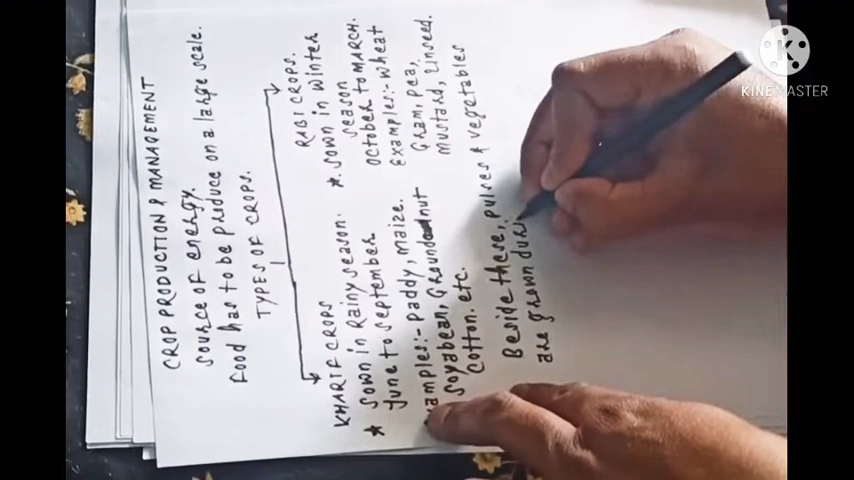 CROP PRODUCTION & MANAGEMENT
source of energy.
Food has to be produce on a large scale.
TYPES OF CROPS.
KHARIF CROPS
★ Sown in Rainy season.
June to September
Examples:- Paddy, maize.
Soyabean, Groundnut
Cotton. etc.
RABI CROPS.
★. Sown in winter
season
October to MARCH.
Examples:- wheat
Gram, pea,
mustard, Linseed.
Beside these, pulses & vegetables
are grown
KINEMASTER